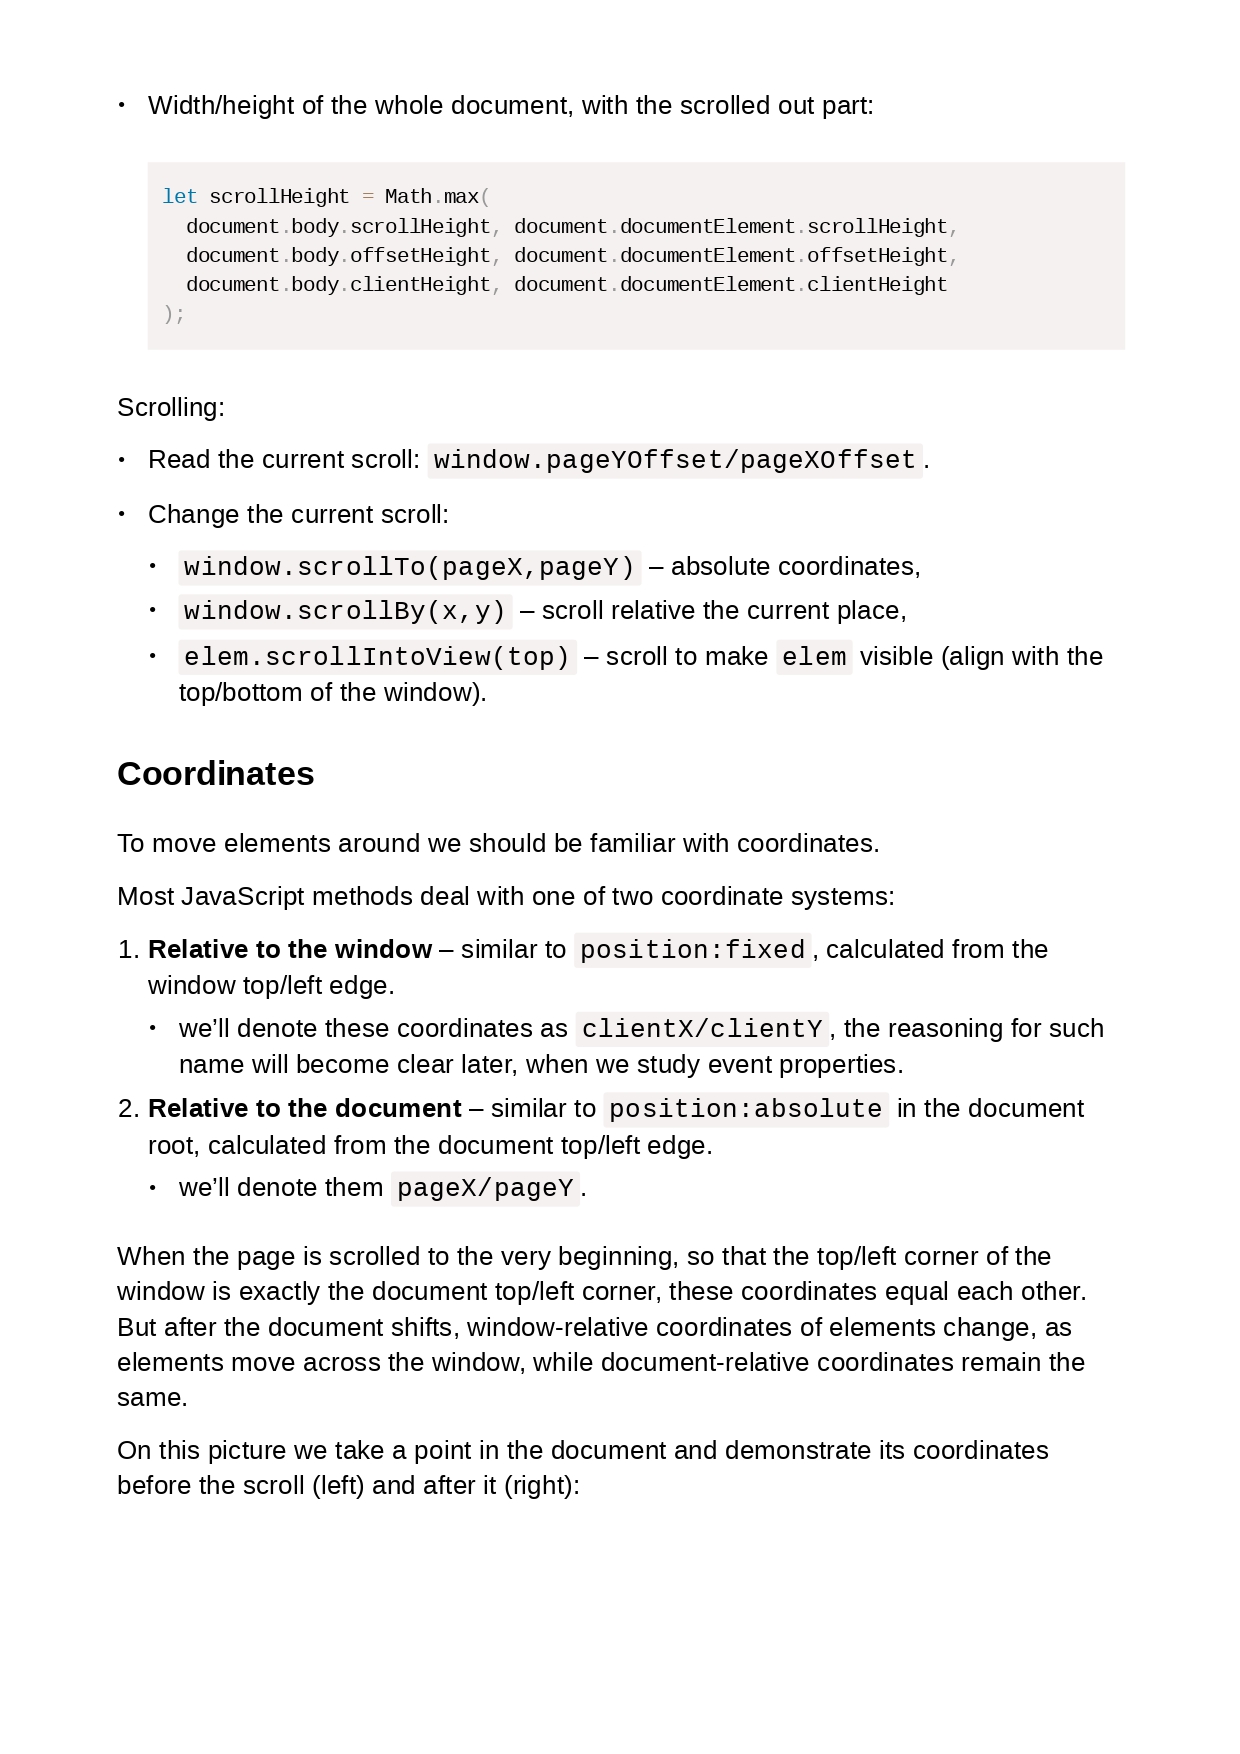 • Width/height of the whole document, with the scrolled out part:
let scrollHeight = Math.max(
  document.body.scrollHeight, document.documentElement.scrollHeight,
  document.body.offsetHeight, document.documentElement.offsetHeight,
  document.body.clientHeight, document.documentElement.clientHeight
);
Scrolling:
• Read the current scroll: window.pageYOffset/pageXOffset.
• Change the current scroll:
• window.scrollTo(pageX,pageY) – absolute coordinates,
• window.scrollBy(x,y) – scroll relative the current place,
• elem.scrollIntoView(top) – scroll to make elem visible (align with the
top/bottom of the window).
Coordinates
To move elements around we should be familiar with coordinates.
Most JavaScript methods deal with one of two coordinate systems:
1. Relative to the window – similar to position:fixed, calculated from the
window top/left edge.
• we’ll denote these coordinates as clientX/clientY, the reasoning for such
name will become clear later, when we study event properties.
2. Relative to the document – similar to position:absolute in the document
root, calculated from the document top/left edge.
• we’ll denote them pageX/pageY.
When the page is scrolled to the very beginning, so that the top/left corner of the
window is exactly the document top/left corner, these coordinates equal each other.
But after the document shifts, window-relative coordinates of elements change, as
elements move across the window, while document-relative coordinates remain the
same.
On this picture we take a point in the document and demonstrate its coordinates
before the scroll (left) and after it (right):